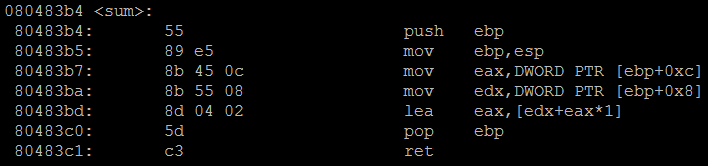 080483b4 <sum>:
80483b4: 55 push ebp
80483b5: 89 e5 mov ebp,esp
80483b7: 8b 45 0c mov eax,DWORD PTR [ebp+0xc]
80483ba: 8b 55 08 mov edx,DWORD PTR [ebp+0x8]
80483bd: 8d 04 02 lea eax,[edx+eax*1]
80483c0: 5d pop ebp
80483c1: c3 ret